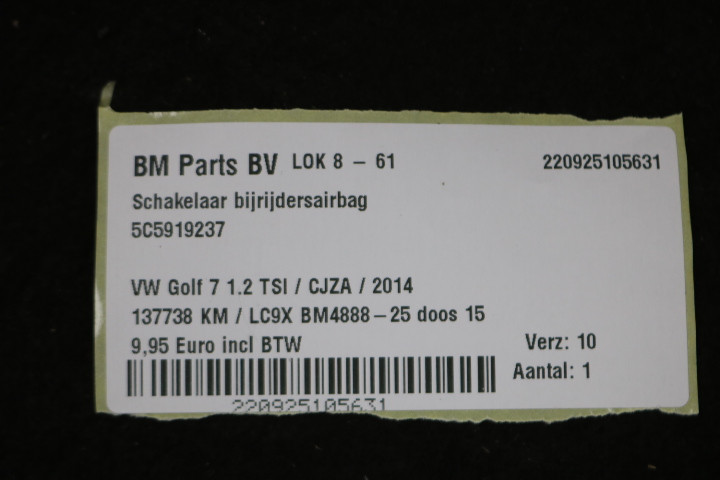 BM Parts BV LOK 8 – 61 220925105631
Schakelaar bijrijdersairbag
5C5919237
VW Golf 7 1.2 TSI / CJZA / 2014
137738 KM / LC9X BM4888–25 doos 15
9,95 Euro incl BTW Verz: 10
Aantal: 1
220925105631